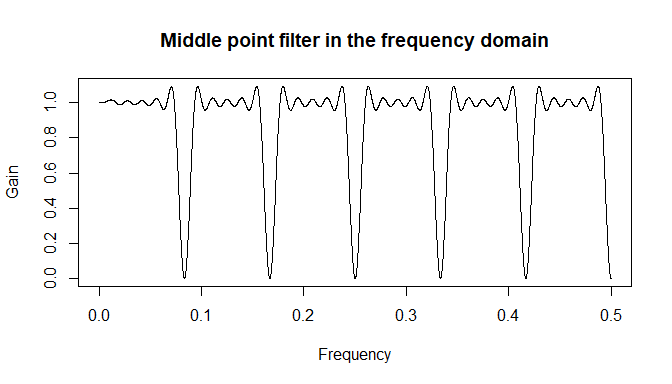 Middle point filter in the frequency domain
Gain
0.0 0.2 0.4 0.6 0.8 1.0
0.0 0.1 0.2 0.3 0.4 0.5
Frequency